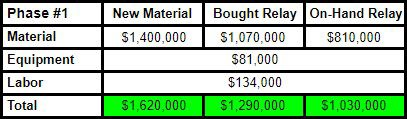 Phase #1 New Material Bought Relay On-Hand Relay
Material $1,400,000 $1,070,000 $810,000
Equipment $81,000
Labor $134,000
Total $1,620,000 $1,290,000 $1,030,000